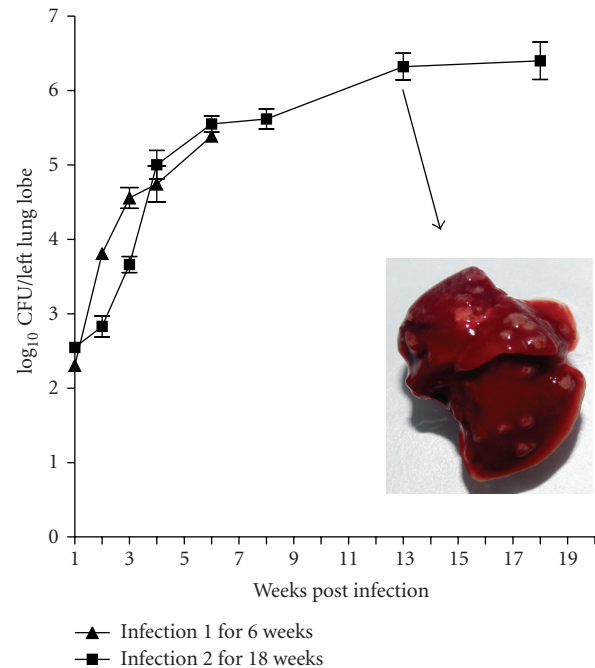 7
6
5
4
3
2
1
0
log₁₀ CFU/left lung lobe
1 3 5 7 9 11 13 15 17 19
Weeks post infection
Infection 1 for 6 weeks
Infection 2 for 18 weeks